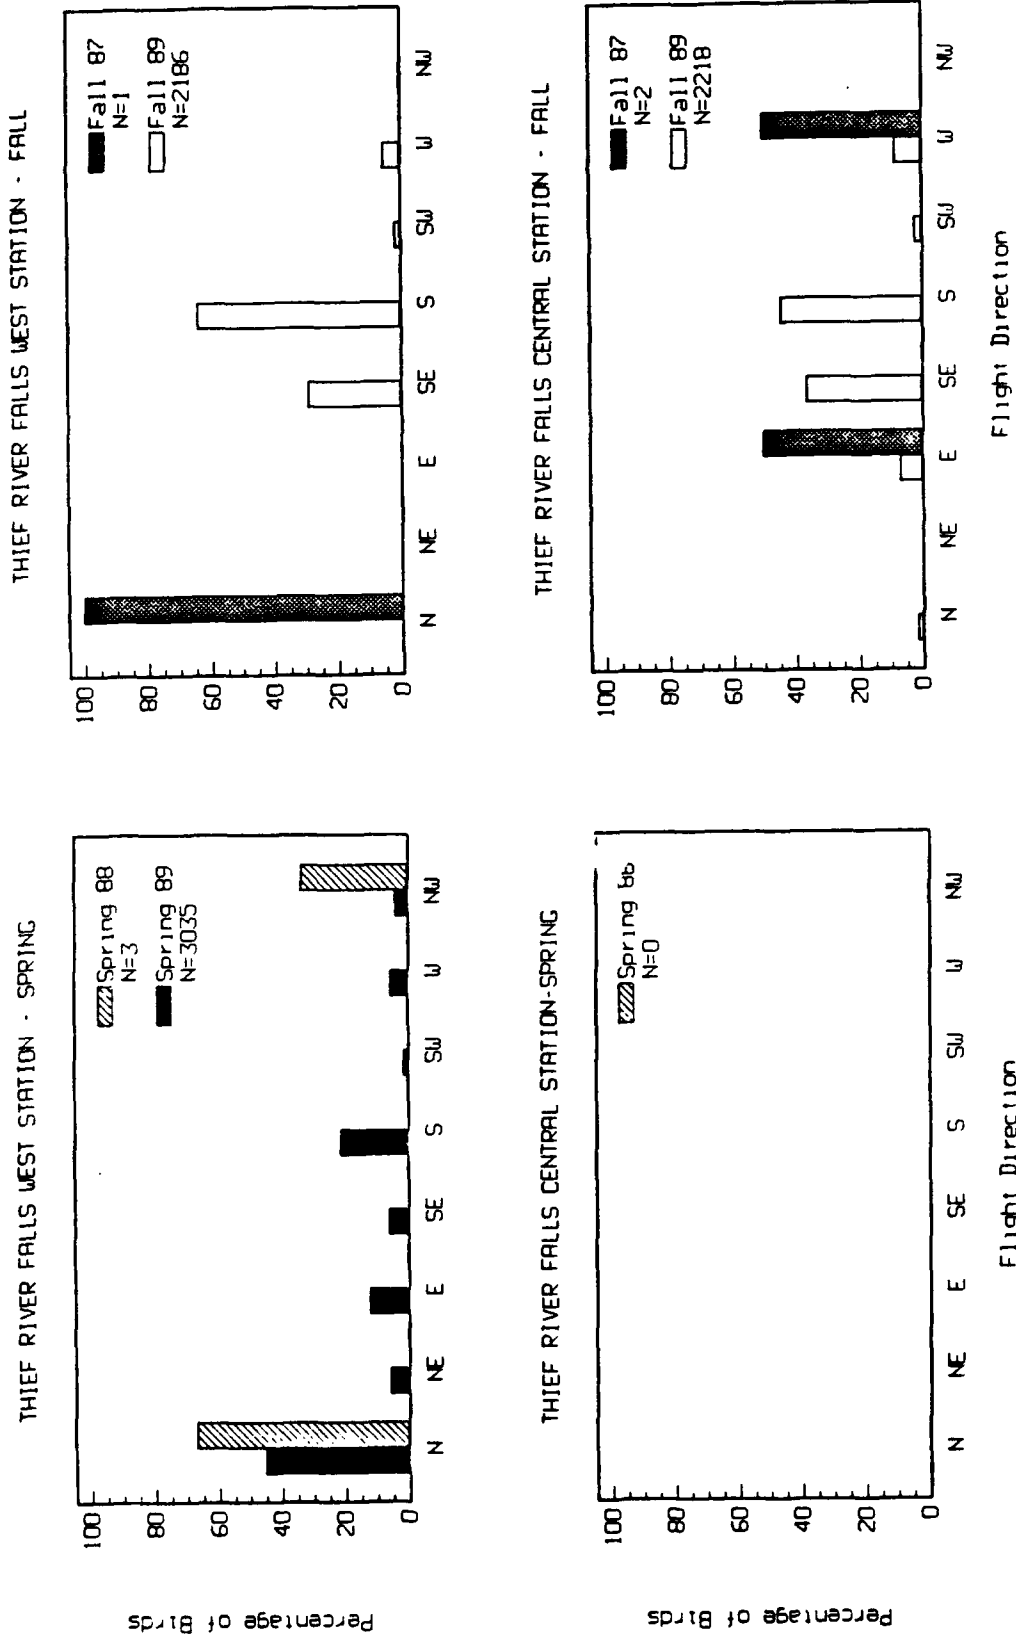 THIEF RIVER FALLS WEST STATION - SPRING
Percentage of Birds
100
80
60
40
20
0
Spring 88
N=3
Spring 89
N=3035
N NE E SE S SW W NW
THIEF RIVER FALLS WEST STATION - FALL
100
80
60
40
20
0
Fall 87
N=1
Fall 89
N=2186
N NE E SE S SW W NW
THIEF RIVER FALLS CENTRAL STATION-SPRING
Percentage of Birds
100
80
60
40
20
0
Spring
N=0
N NE E SE S SW W NW
Flight Direction
THIEF RIVER FALLS CENTRAL STATION - FALL
100
80
60
40
20
0
Fall 87
N=2
Fall 89
N=2218
N NE E SE S SW W NW
Flight Direction